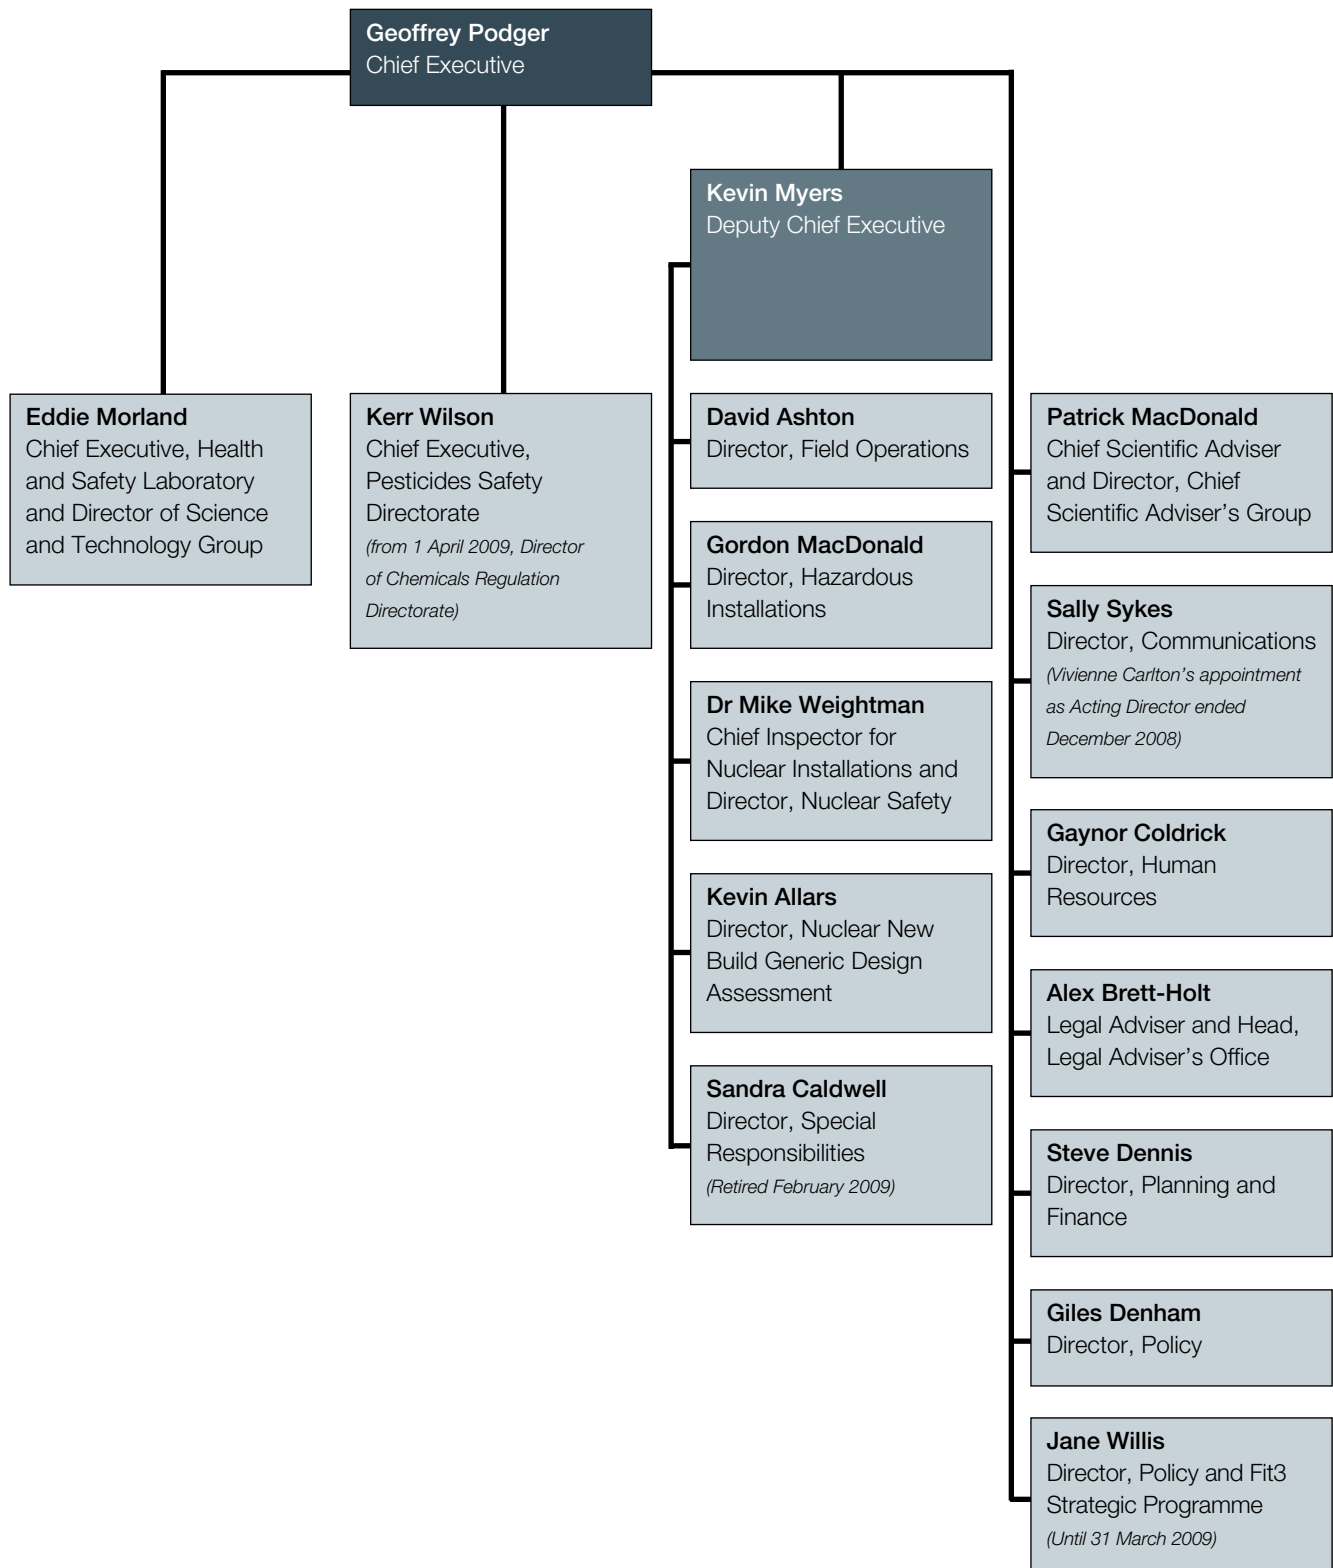 Geoffrey Podger
Chief Executive
Kevin Myers
Deputy Chief Executive
Eddie Morland
Chief Executive, Health
and Safety Laboratory
and Director of Science
and Technology Group
Kerr Wilson
Chief Executive,
Pesticides Safety
Directorate
(from 1 April 2009, Director
of Chemicals Regulation
Directorate)
David Ashton
Director, Field Operations
Gordon MacDonald
Director, Hazardous
Installations
Dr Mike Weightman
Chief Inspector for
Nuclear Installations and
Director, Nuclear Safety
Kevin Allars
Director, Nuclear New
Build Generic Design
Assessment
Sandra Caldwell
Director, Special
Responsibilities
(Retired February 2009)
Patrick MacDonald
Chief Scientific Adviser
and Director, Chief
Scientific Adviser’s Group
Sally Sykes
Director, Communications
(Vivienne Carlton’s appointment
as Acting Director ended
December 2008)
Gaynor Coldrick
Director, Human
Resources
Alex Brett-Holt
Legal Adviser and Head,
Legal Adviser’s Office
Steve Dennis
Director, Planning and
Finance
Giles Denham
Director, Policy
Jane Willis
Director, Policy and Fit3
Strategic Programme
(Until 31 March 2009)